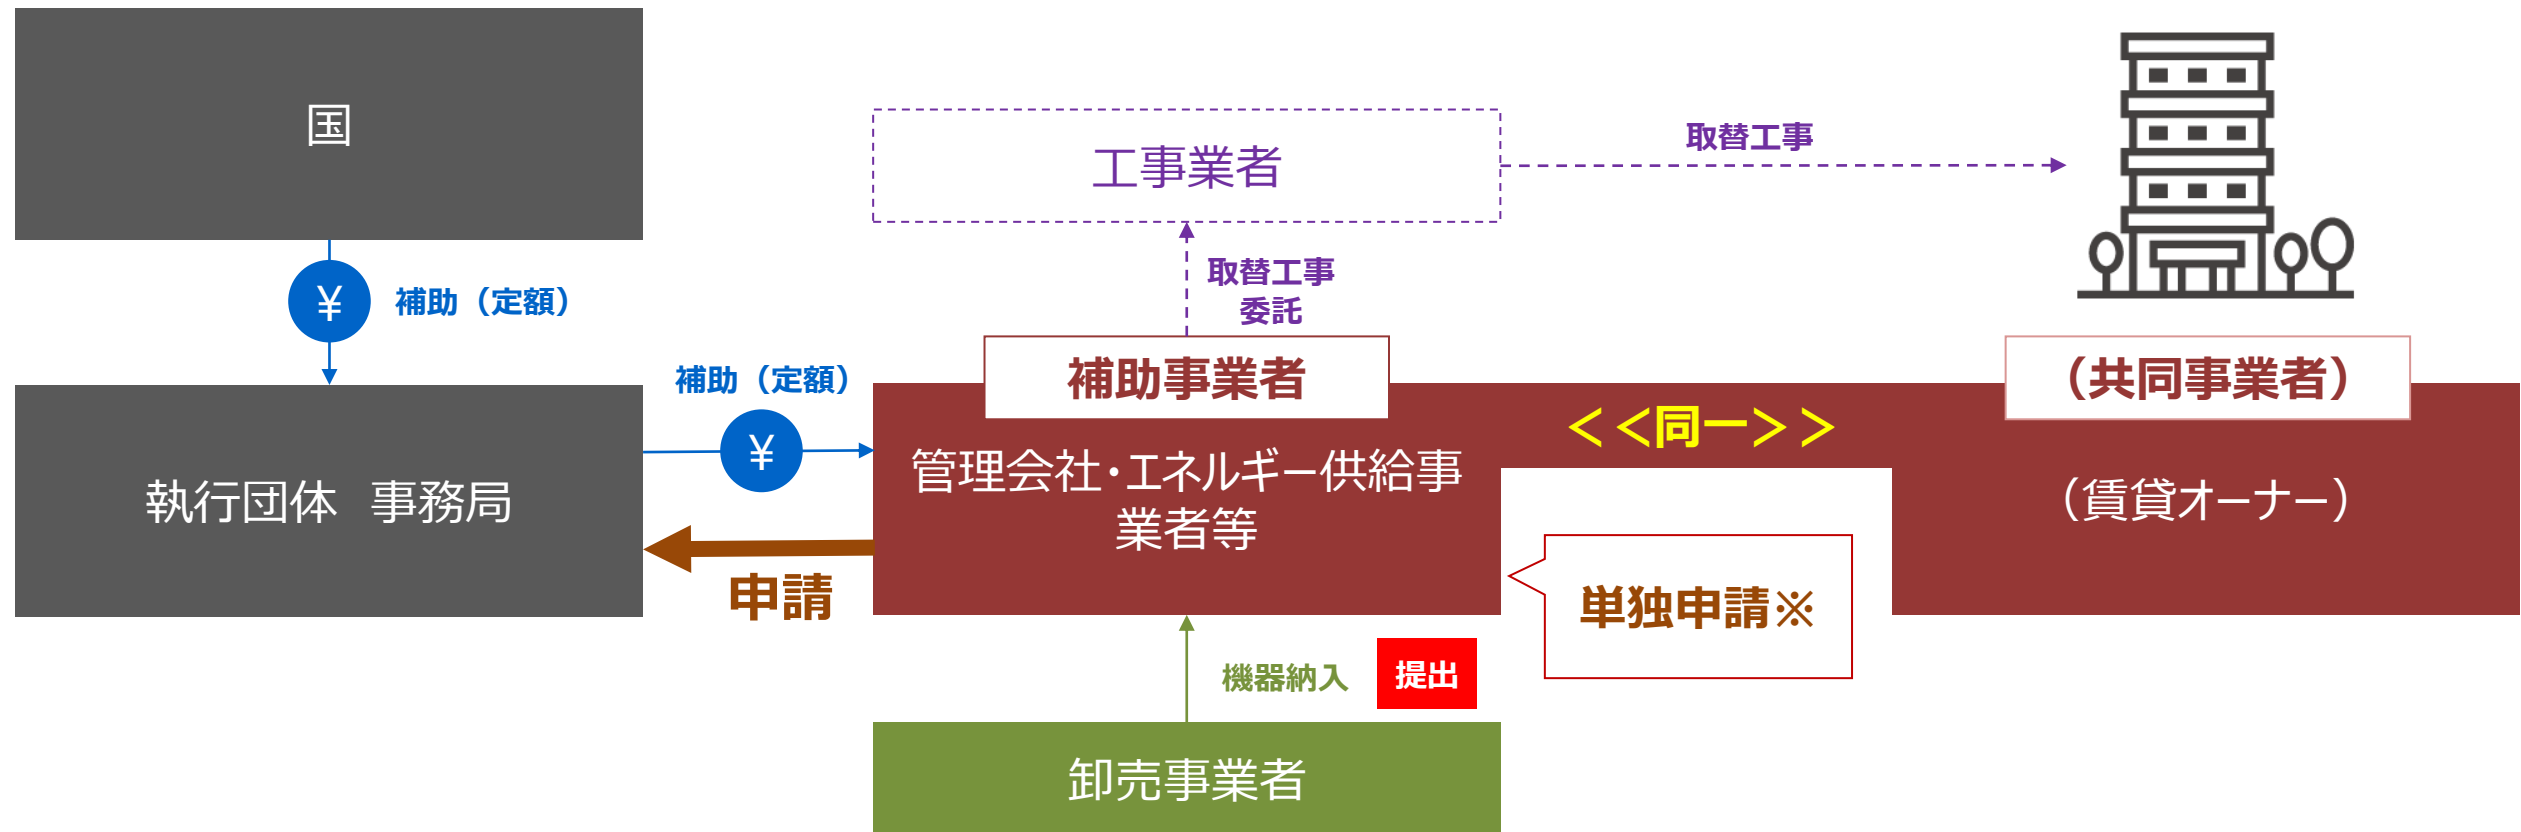 国
¥
補助（定額）
執行団体　事務局
補助（定額）
¥
申請
工事業者
取替工事
取替工事
委託
補助事業者
管理会社・エネルギー供給事
業者等
＜＜同一＞＞
（共同事業者）
（賃貸オーナー）
単独申請※
機器納入
提出
卸売事業者